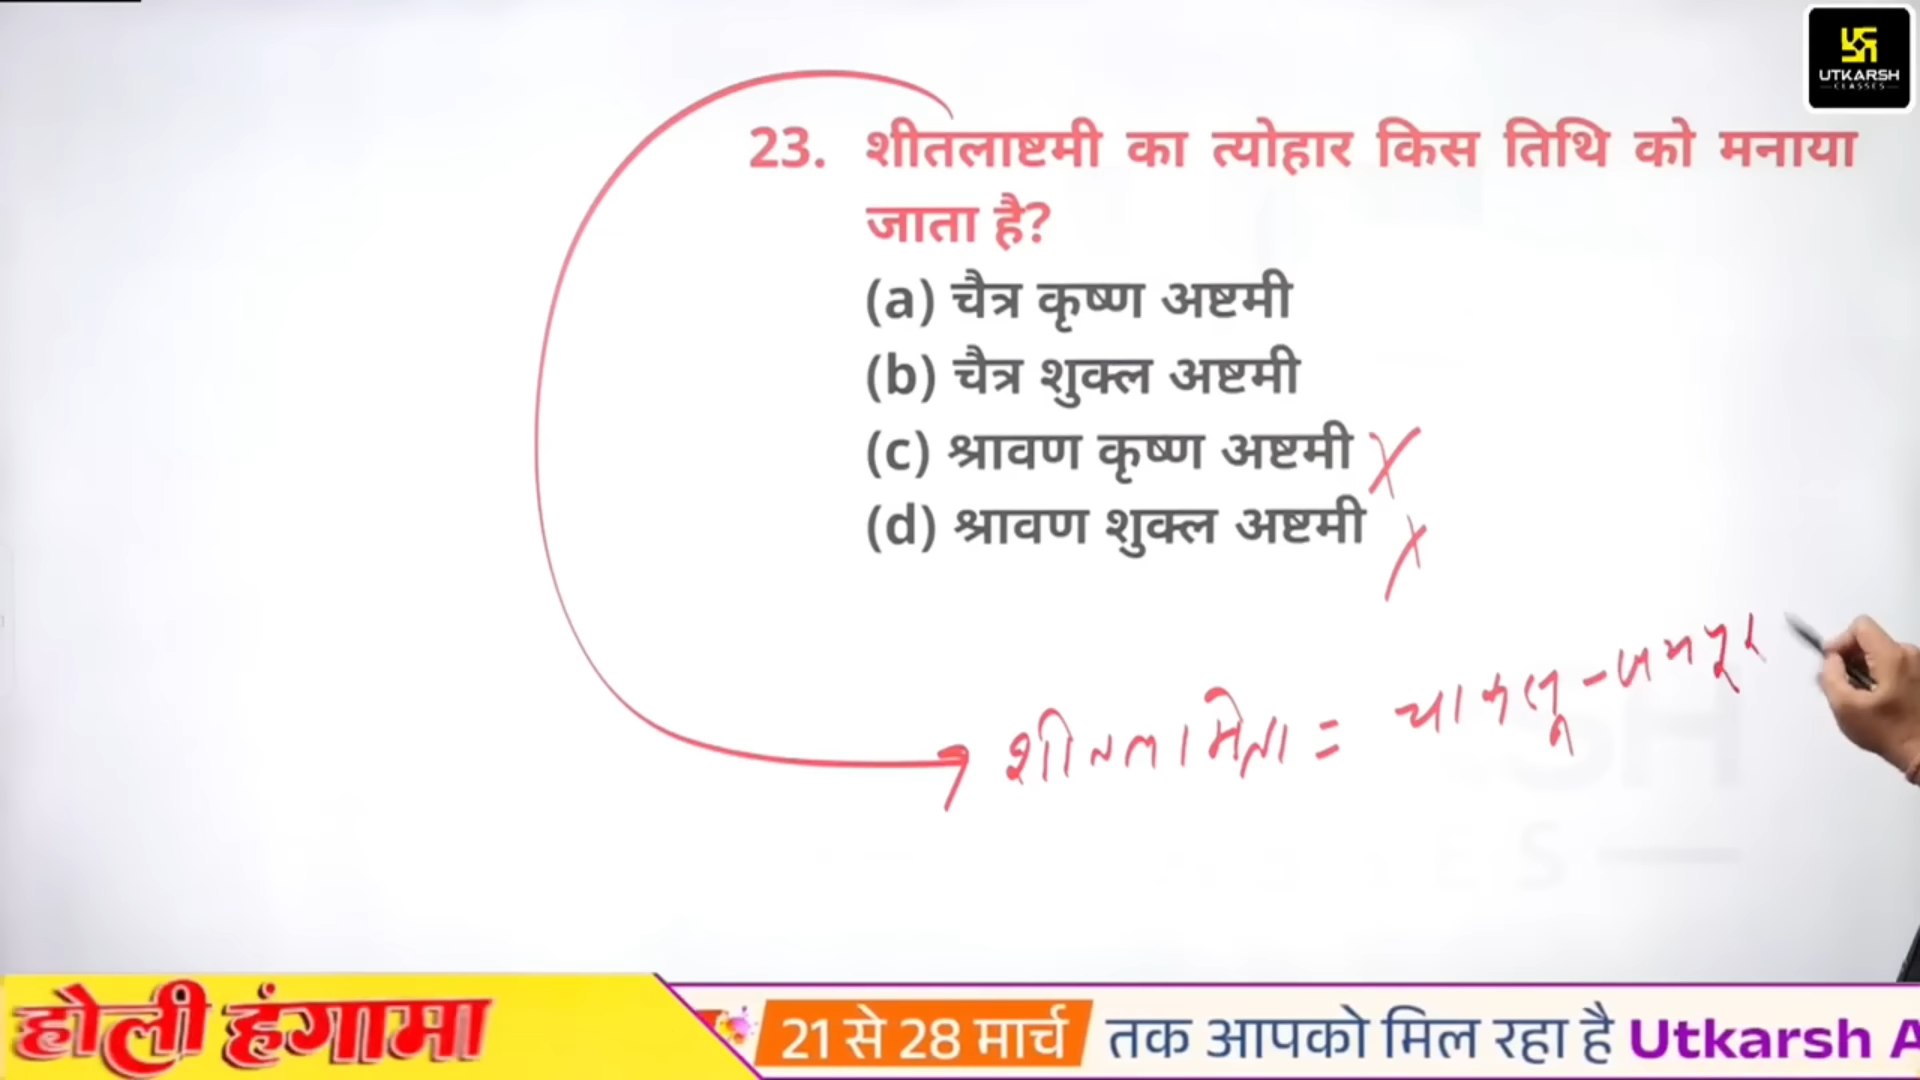 UTKARSH
CLASSES
23. शीतलाष्टमी का त्योहार किस तिथि को मनाया
जाता है?
(a) चैत्र कृष्ण अष्टमी
(b) चैत्र शुक्ल अष्टमी
(c) श्रावण कृष्ण अष्टमी X
(d) श्रावण शुक्ल अष्टमी X
शीतलामाता = चाकसू-जयपुर
होली हंगामा
21 से 28 मार्च तक आपको मिल रहा है Utkarsh A